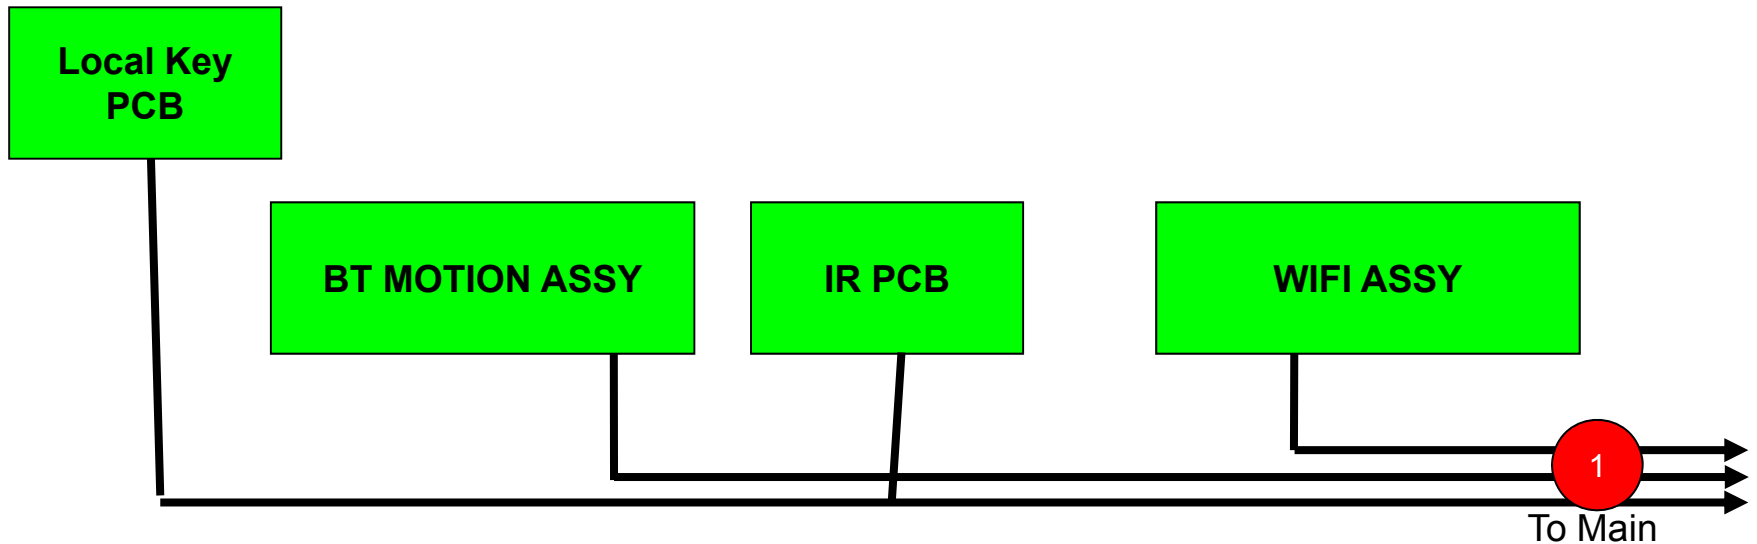 Local Key
PCB
BT MOTION ASSY
IR PCB
WIFI ASSY
1
To Main